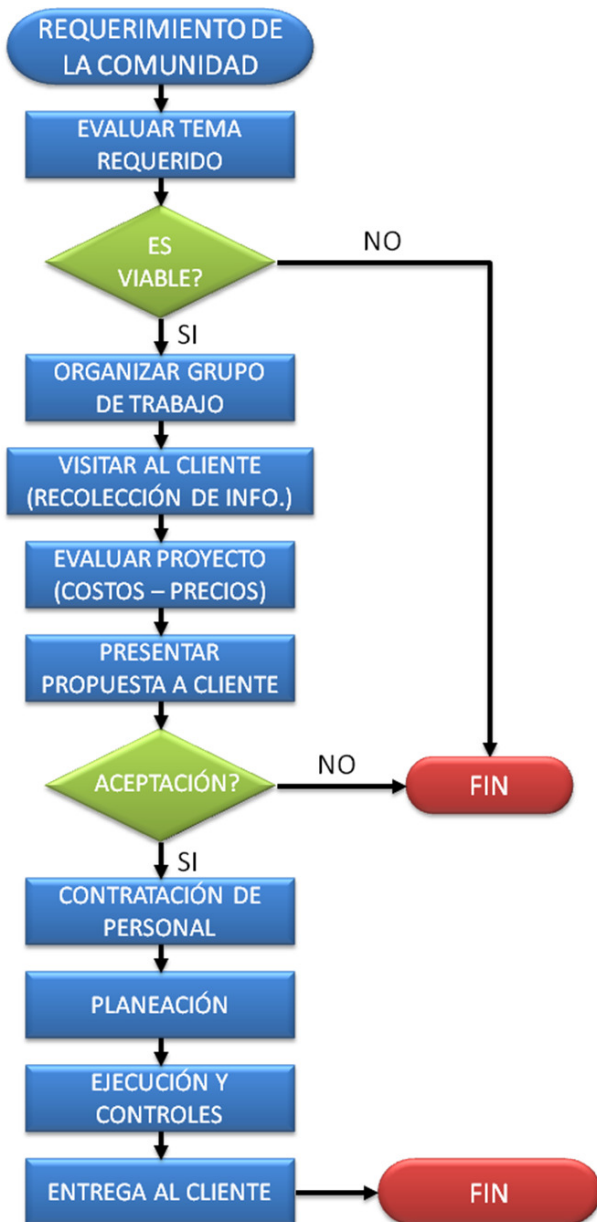 REQUERIMIENTO DE
LA COMUNIDAD
EVALUAR TEMA
REQUERIDO
ES
VIABLE?
NO
SI
ORGANIZAR GRUPO
DE TRABAJO
VISITAR AL CLIENTE
(RECOLECCIÓN DE INFO.)
EVALUAR PROYECTO
(COSTOS – PRECIOS)
PRESENTAR
PROPUESTA A CLIENTE
ACEPTACIÓN?
NO
FIN
SI
CONTRATACIÓN DE
PERSONAL
PLANEACIÓN
EJECUCIÓN Y
CONTROLES
ENTREGA AL CLIENTE
FIN